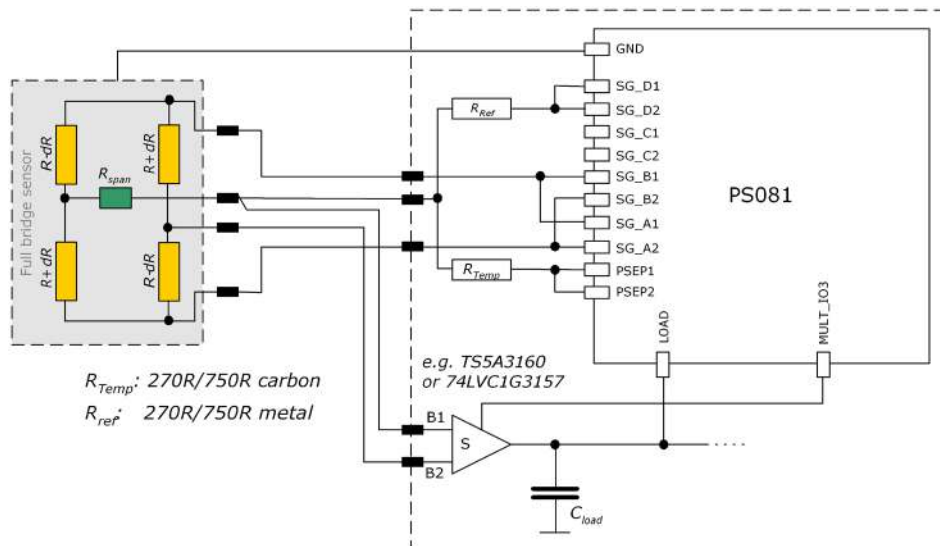 GND
SG_D1
SG_D2
SG_C1
SG_C2
SG_B1
SG_B2
SG_A1
SG_A2
PSEP1
PSEP2
PS081
LOAD
MULT_IO3
R_Ref
R_Temp
Full bridge sensor
R-dR
R+dR
R_span
R+dR
R-dR
R_Temp: 270R/750R carbon
R_ref: 270R/750R metal
e.g. TS5A3160
or 74LVC1G3157
B1
S
B2
....
C_load